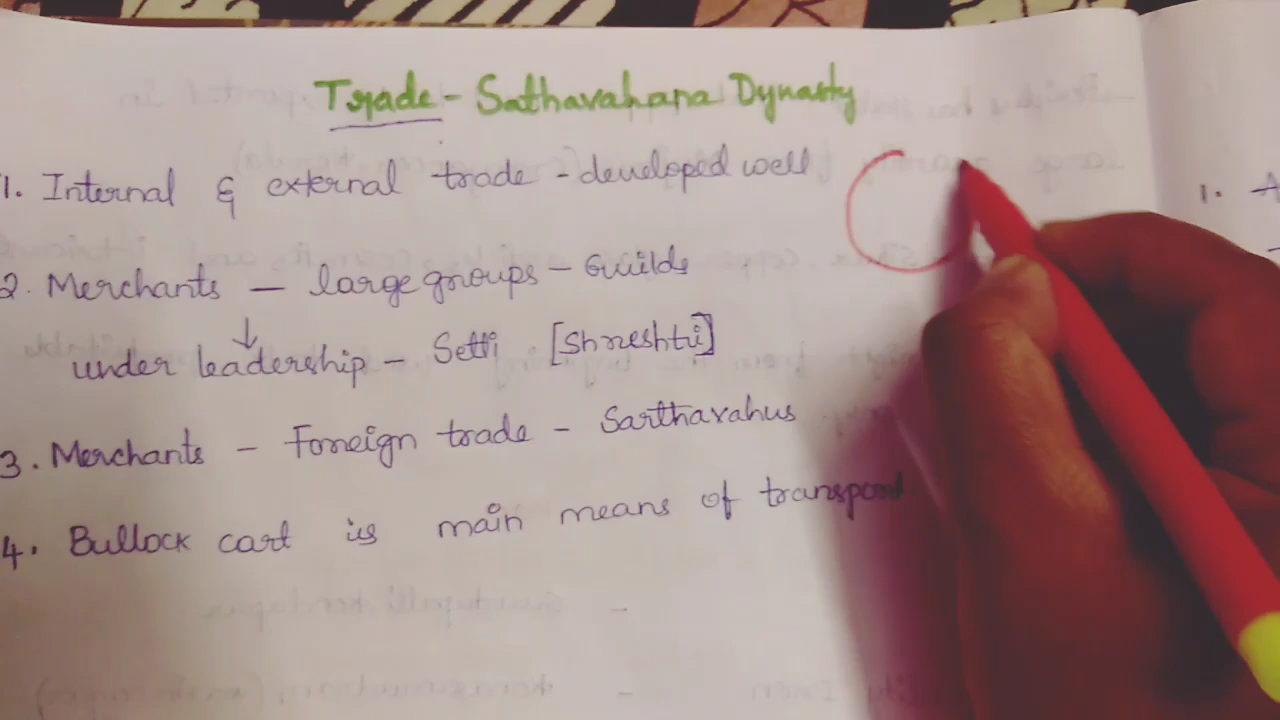 Trade - Sathavahana Dynasty
1. Internal & external trade - developed well
2. Merchants — large groups - Guilds
↓
under leadership - Setti [Shreshti]
3. Merchants - Foreign trade - Sarthavahus
4. Bullock cart is main means of transport
1. A